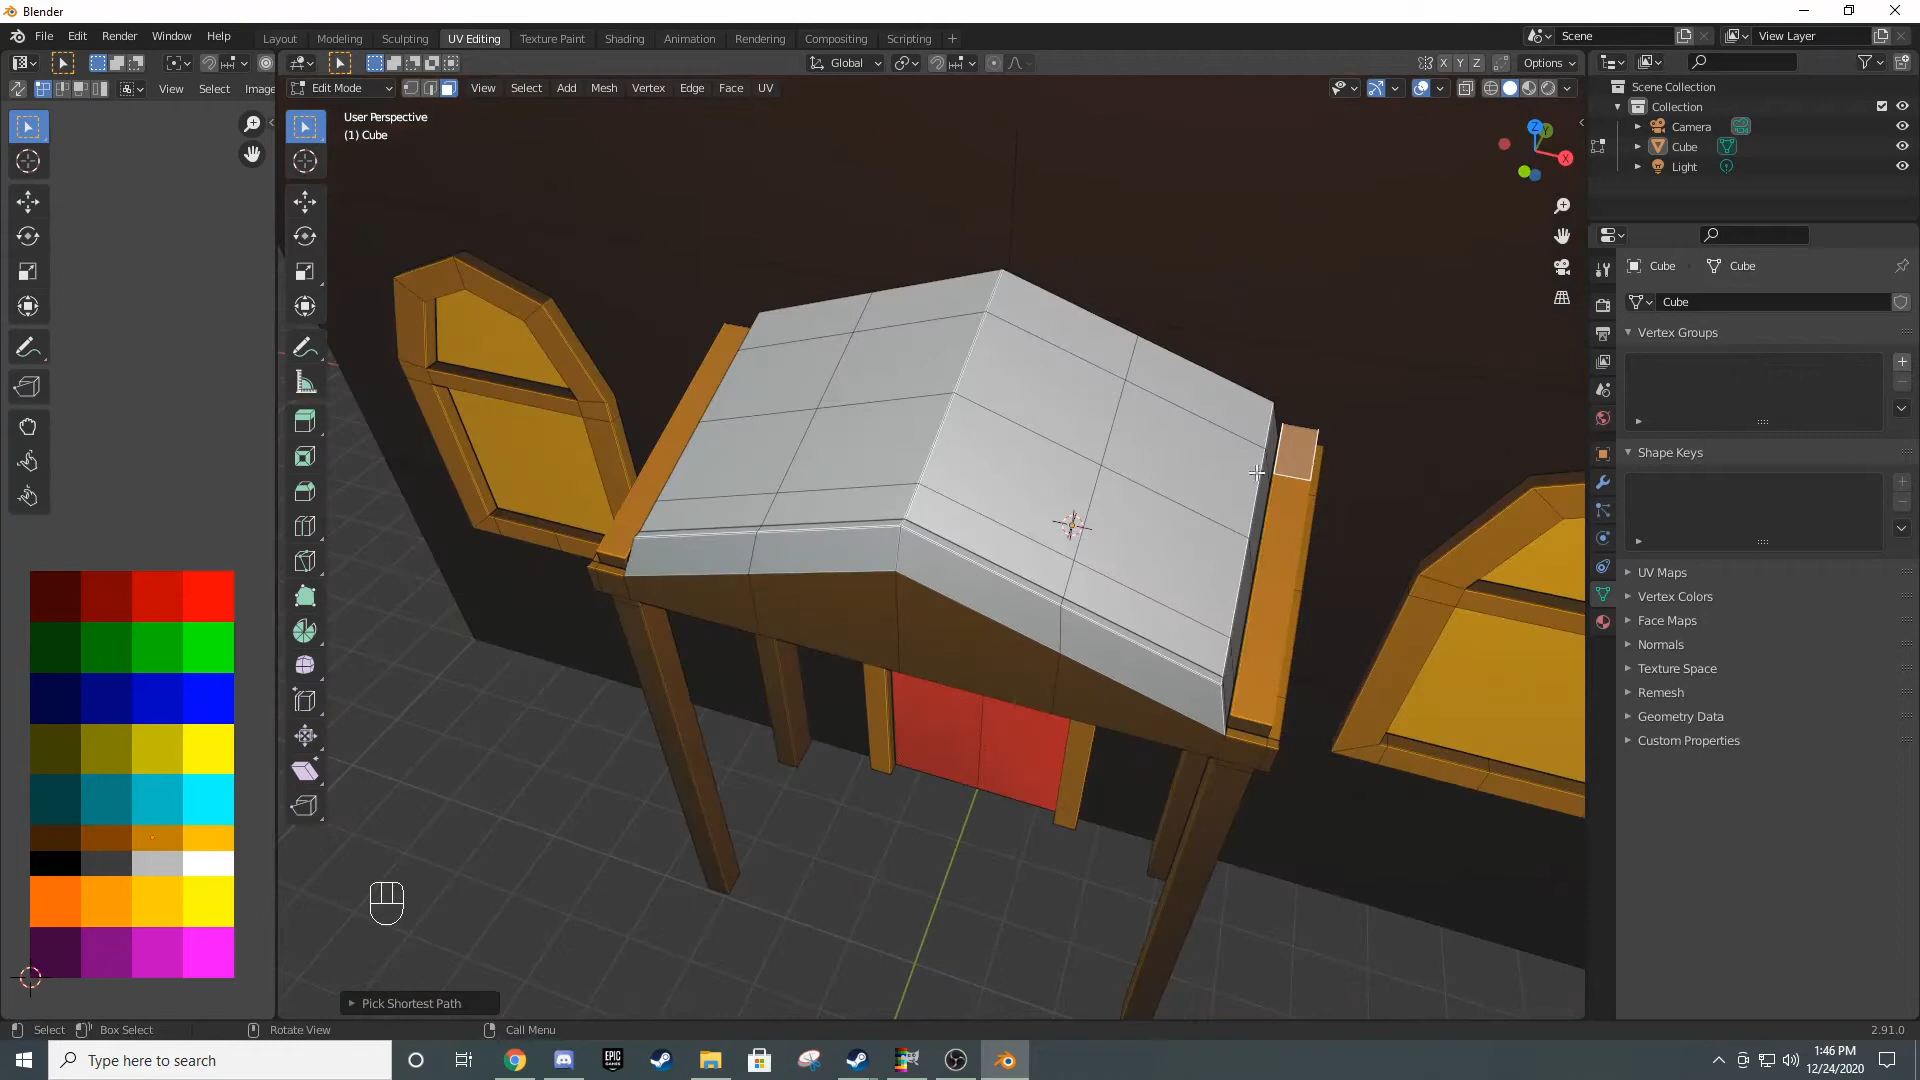 Blender
File Edit Render Window Help
Layout Modeling Sculpting UV Editing Texture Paint Shading Animation Rendering Compositing Scripting +
Scene
View Layer
Global
X Y Z
Options
View Select Image
Edit Mode
View Select Add Mesh Vertex Edge Face UV
User Perspective
(1) Cube
Z
Y
X
Scene Collection
Collection
Camera
Cube
Light
Cube
Cube
Cube
Vertex Groups
Shape Keys
UV Maps
Vertex Colors
Face Maps
Normals
Texture Space
Remesh
Geometry Data
Custom Properties
Pick Shortest Path
Select
Box Select
Rotate View
Call Menu
2.91.0
Type here to search
EPIC
1:46 PM
12/24/2020